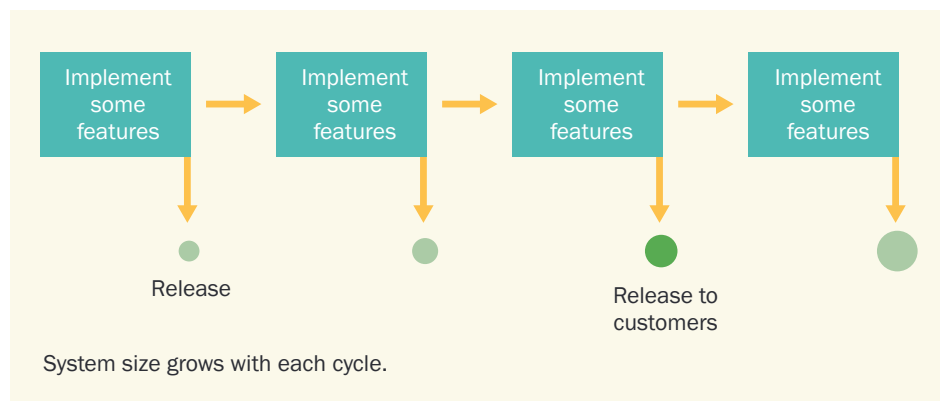 Implement
some
features
Implement
some
features
Implement
some
features
Implement
some
features
Release
Release to
customers
System size grows with each cycle.